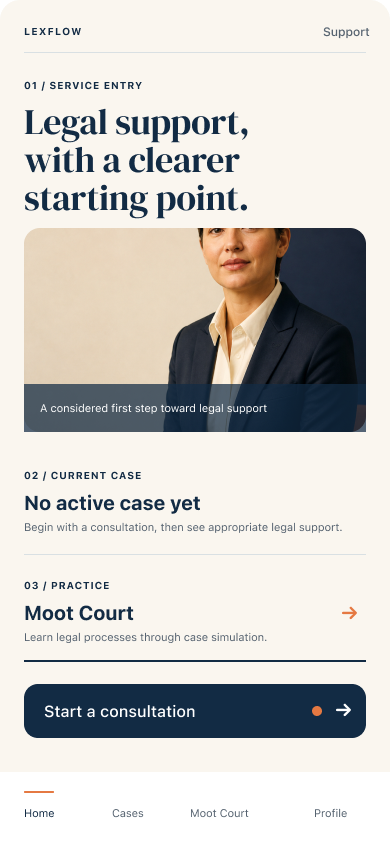 LEXFLOW
Support
01 / SERVICE ENTRY
Legal support,
with a clearer
starting point.
A considered first step toward legal support
02 / CURRENT CASE
No active case yet
Begin with a consultation, then see appropriate legal support.
03 / PRACTICE
Moot Court
Learn legal processes through case simulation.
Start a consultation
Home
Cases
Moot Court
Profile